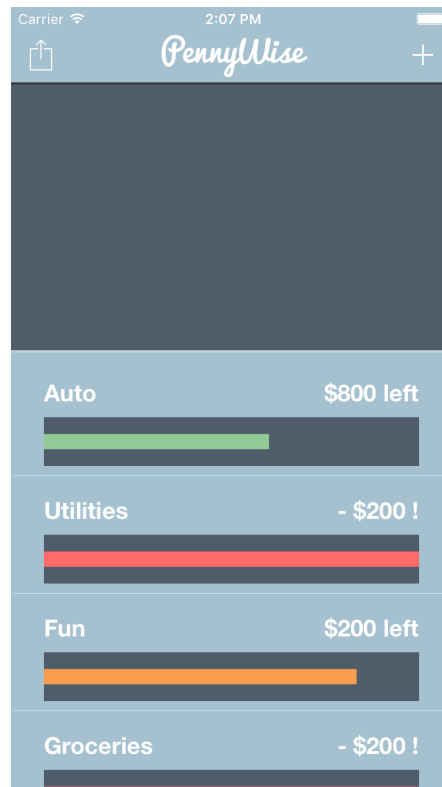 Carrier 2:07 PM
PennyWise
Auto $800 left
Utilities - $200 !
Fun $200 left
Groceries - $200 !